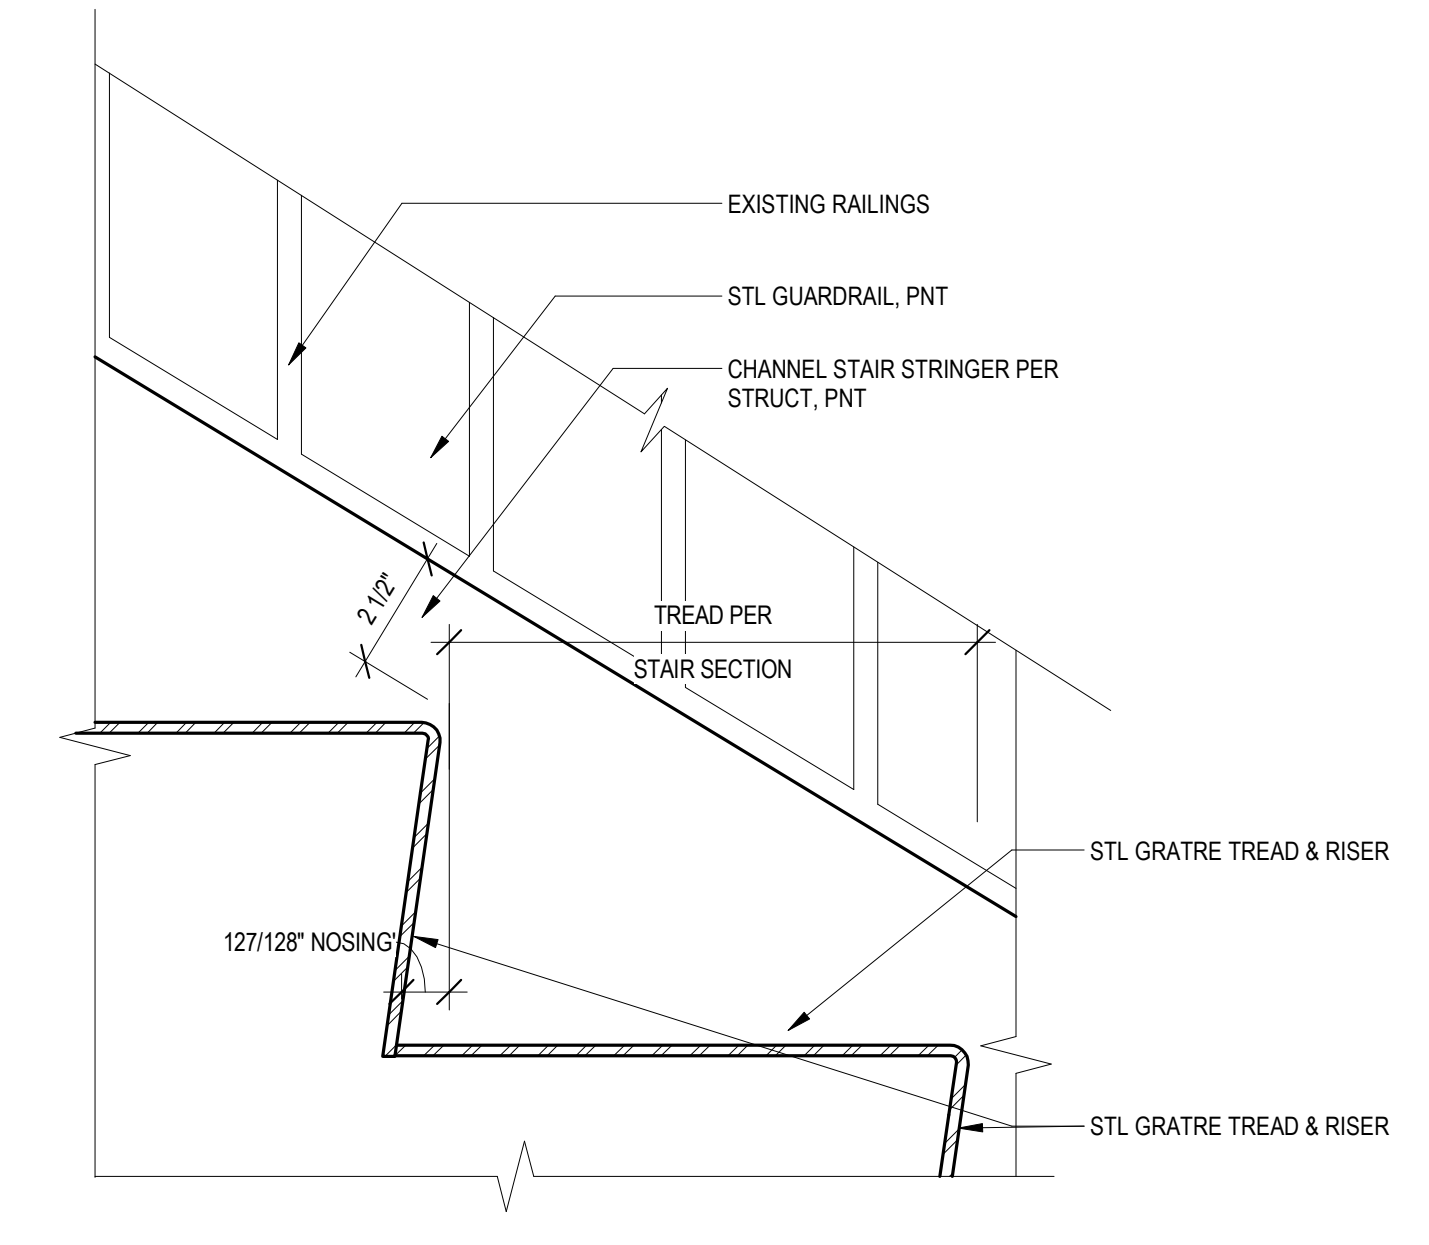 EXISTING RAILINGS
STL GUARDRAIL, PNT
CHANNEL STAIR STRINGER PER
STRUCT, PNT
2 1/2"
TREAD PER
STAIR SECTION
STL GRATRE TREAD & RISER
127/128" NOSING'
STL GRATRE TREAD & RISER